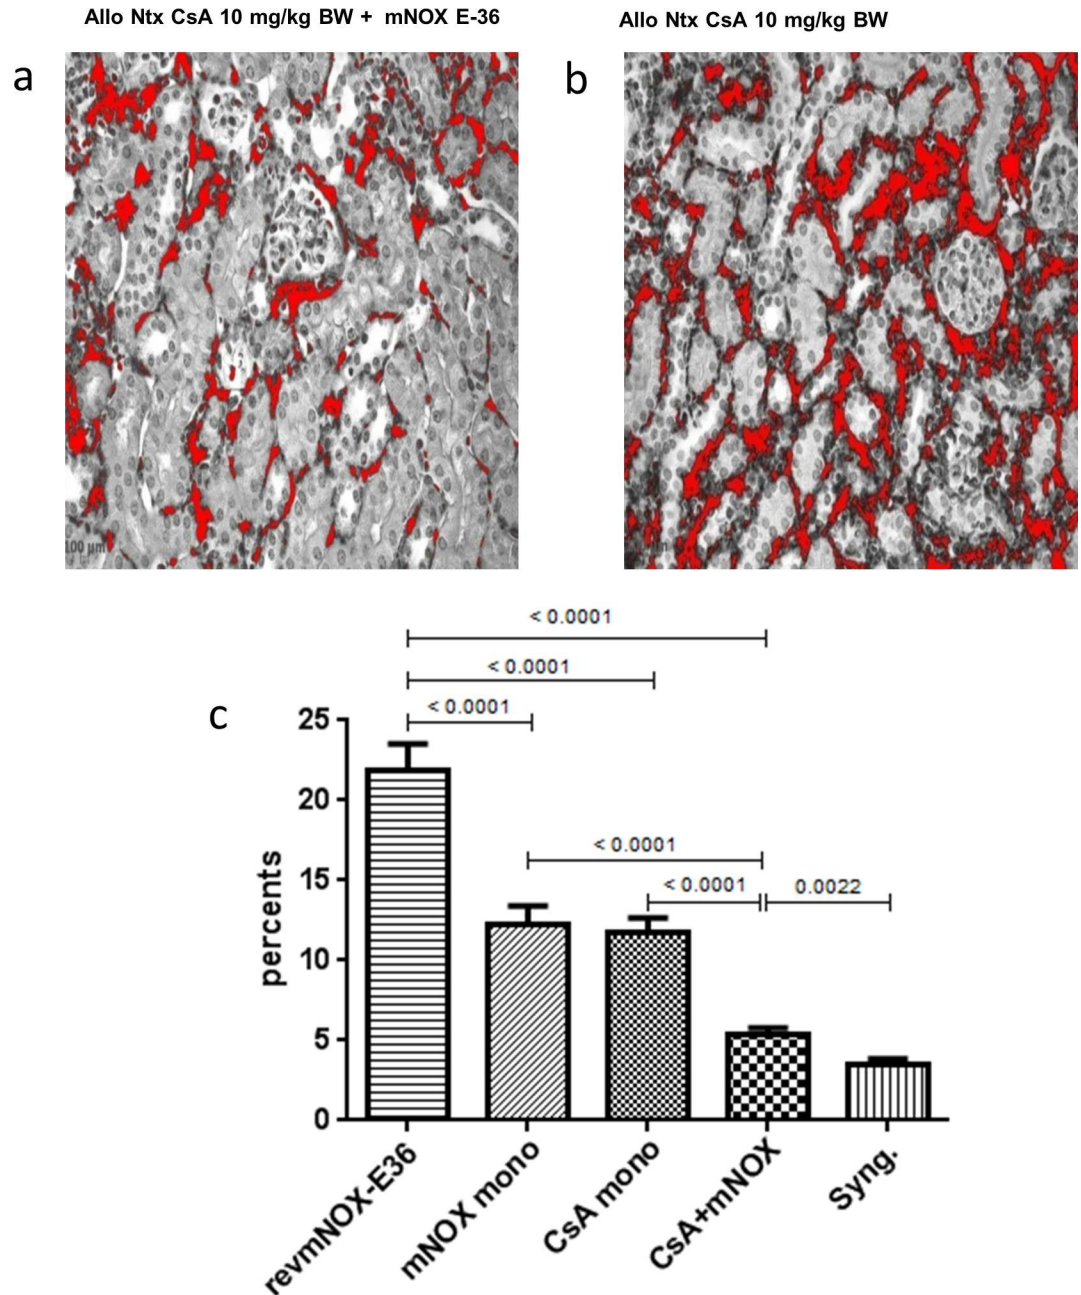 Allo Ntx CsA 10 mg/kg BW + mNOX E-36
Allo Ntx CsA 10 mg/kg BW
a
b
100 µm
< 0.0001
< 0.0001
< 0.0001
c
25
20
15
10
5
0
percents
< 0.0001
< 0.0001
0.0022
revmNOX-E36
mNOX mono
CsA mono
CsA+mNOX
Syng.